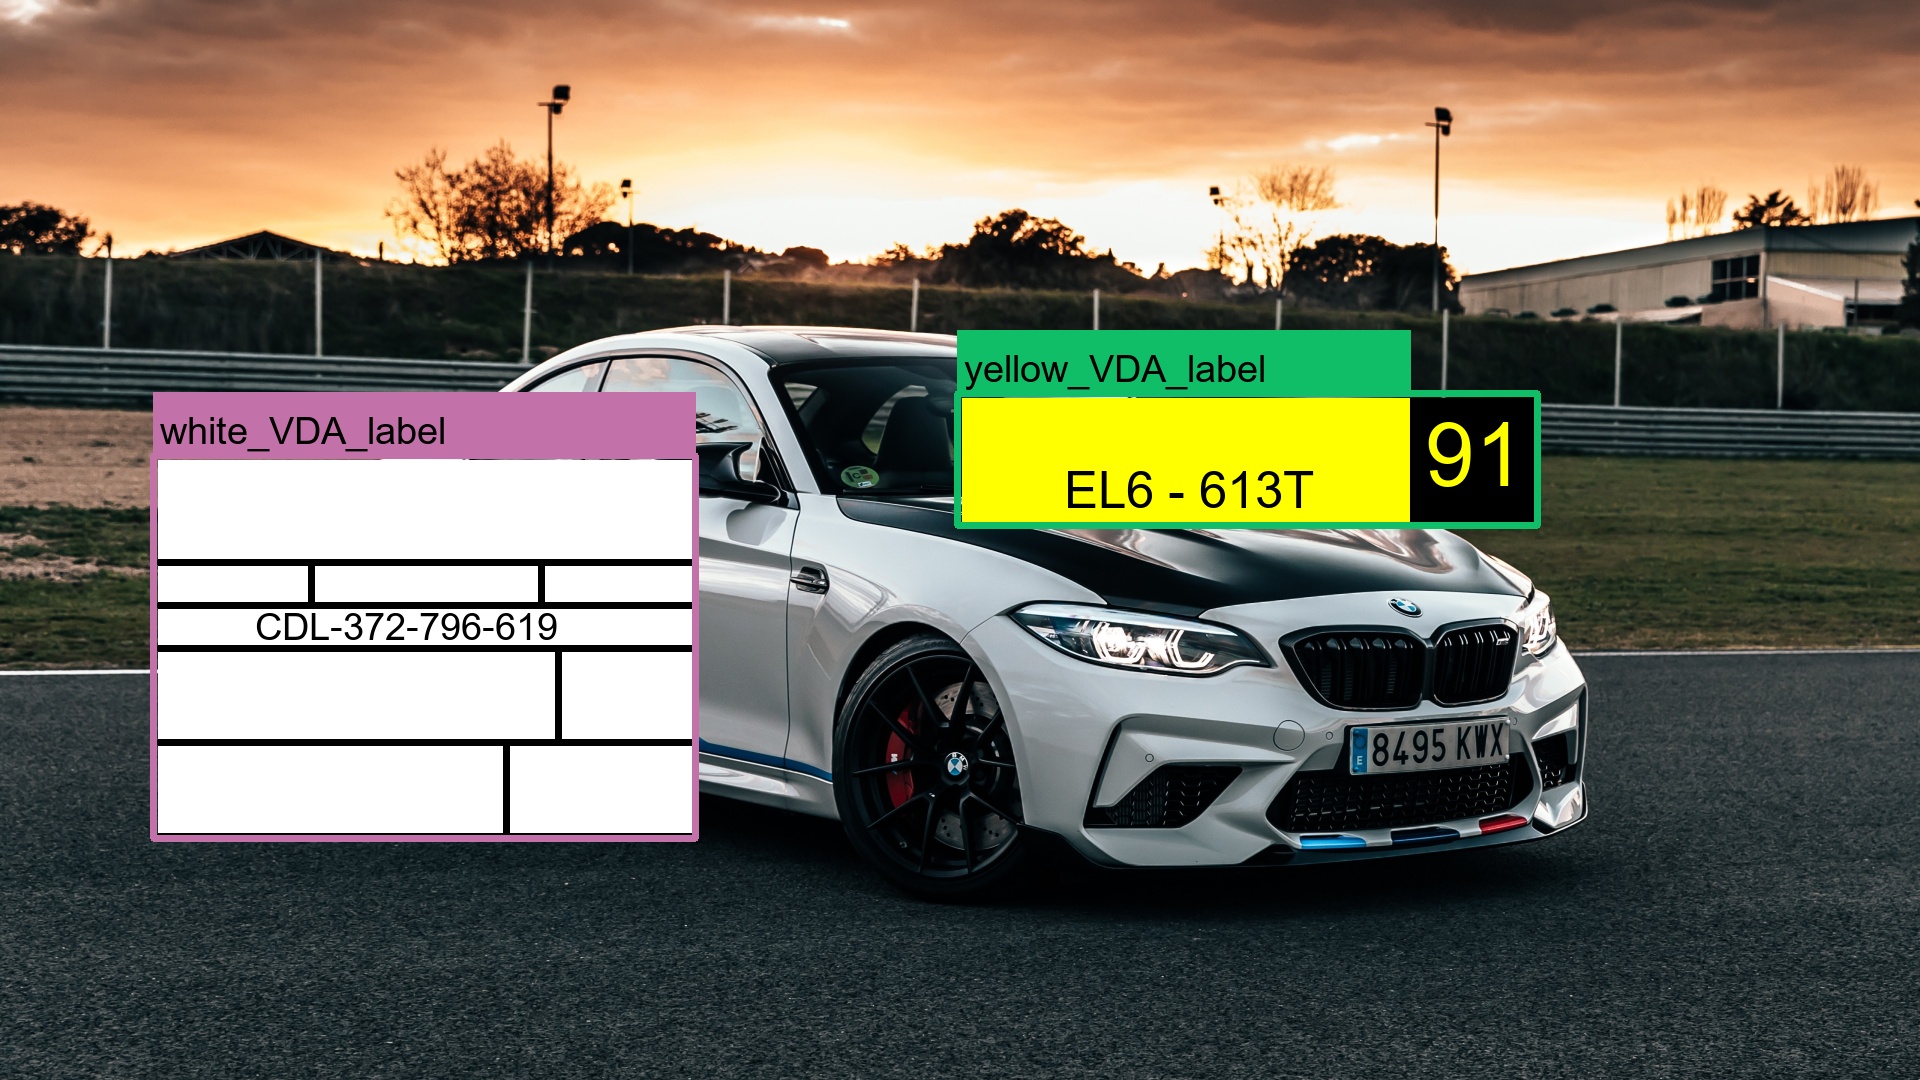 yellow_VDA_label
91
EL6 - 613T
white_VDA_label
CDL-372-796-619
E
8495 KWX